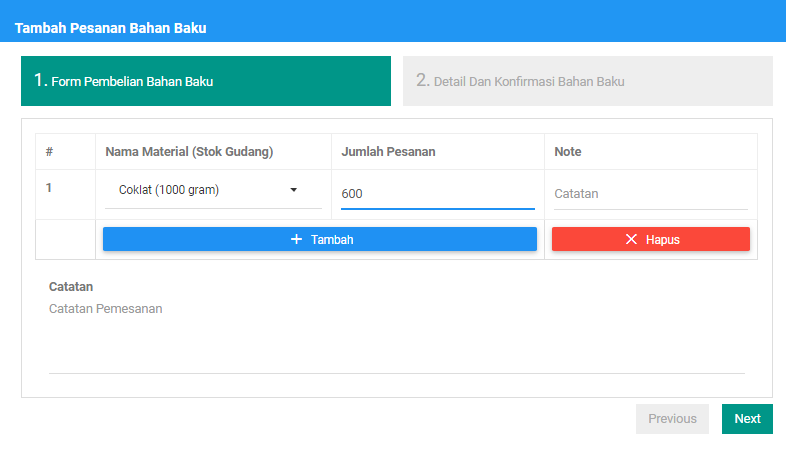 Tambah Pesanan Bahan Baku
1. Form Pembelian Bahan Baku
2. Detail Dan Konfirmasi Bahan Baku
# Nama Material (Stok Gudang) Jumlah Pesanan Note
1 Coklat (1000 gram) 600 Catatan
+ Tambah × Hapus
Catatan
Catatan Pemesanan
Previous Next